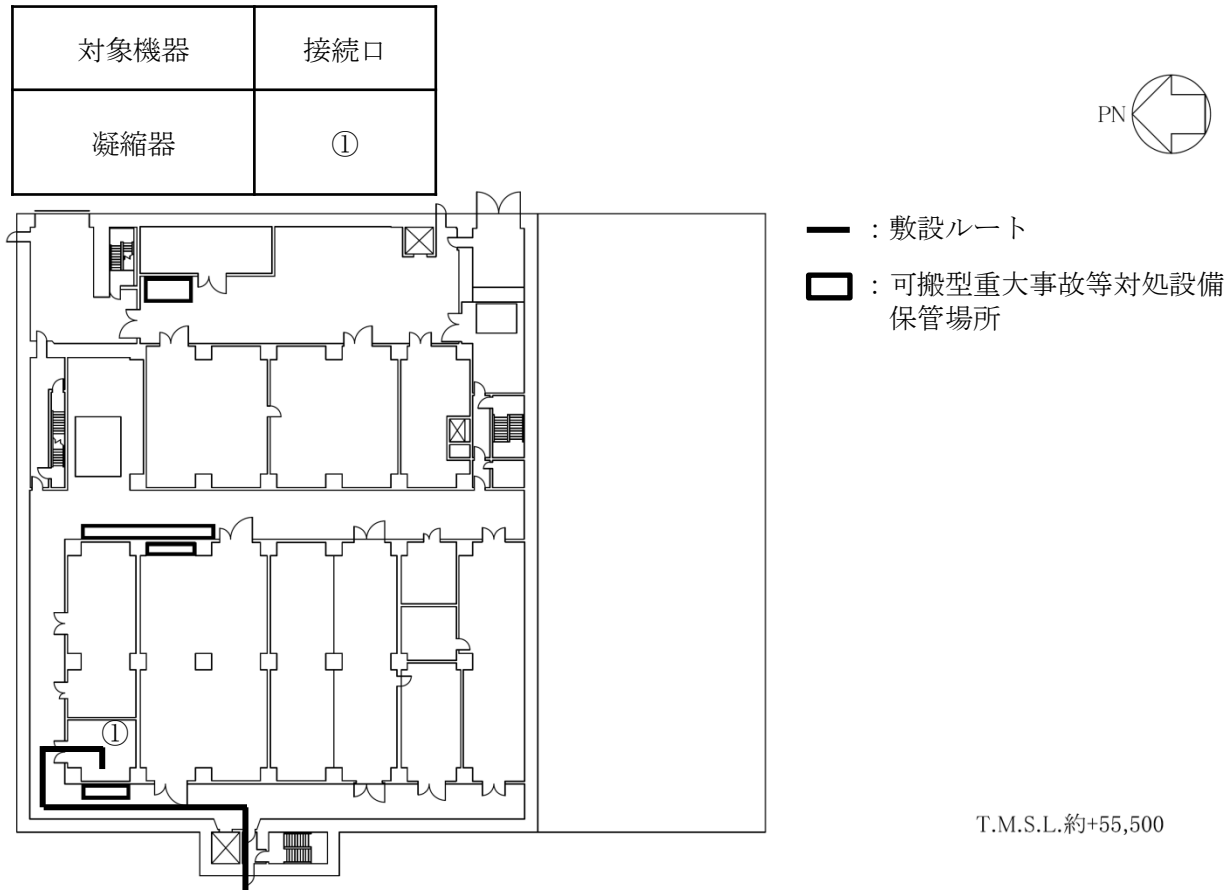 対象機器 接続口
凝縮器 ①
PN
：敷設ルート
：可搬型重大事故等対処設備
保管場所
①
T.M.S.L.約+55,500